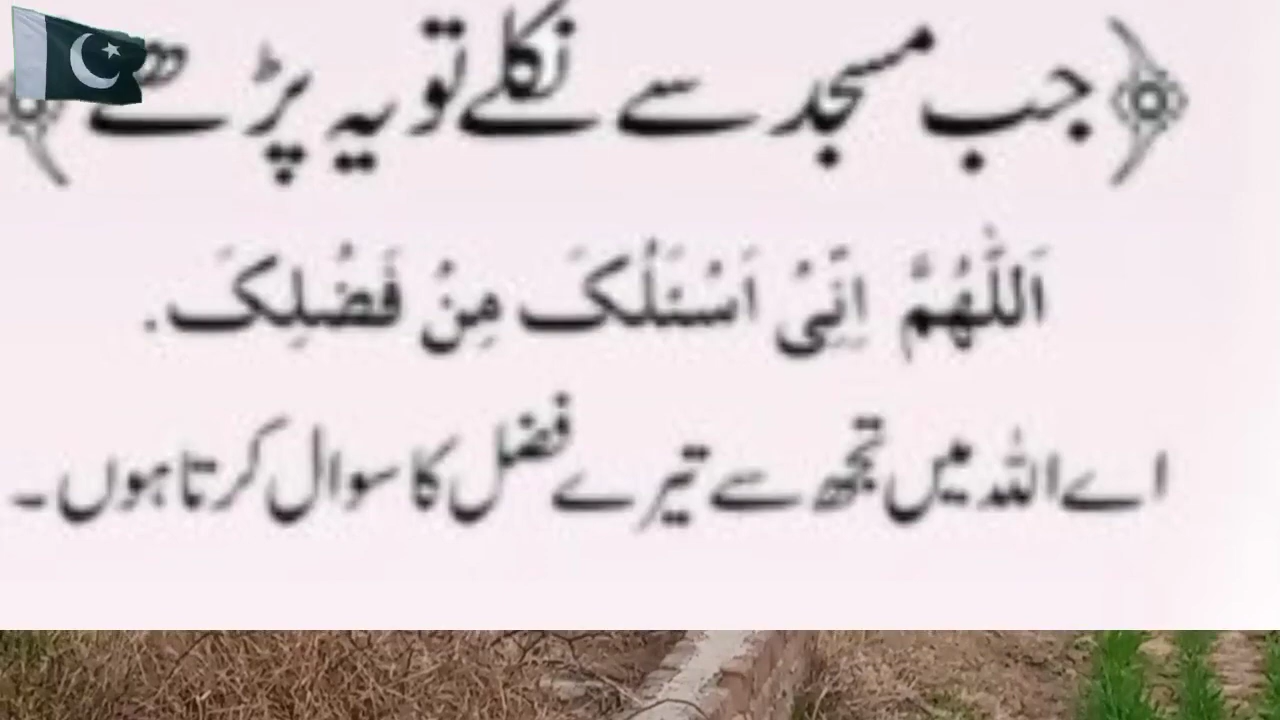 ﴿جب مسجد سے نکلے تو یہ پڑھے﴾
اَللّٰهُمَّ اِنِّیْ اَسْئَلُکَ مِنْ فَضْلِکَ.
اے اللہ میں تجھ سے تیرے فضل کا سوال کرتا ہوں۔